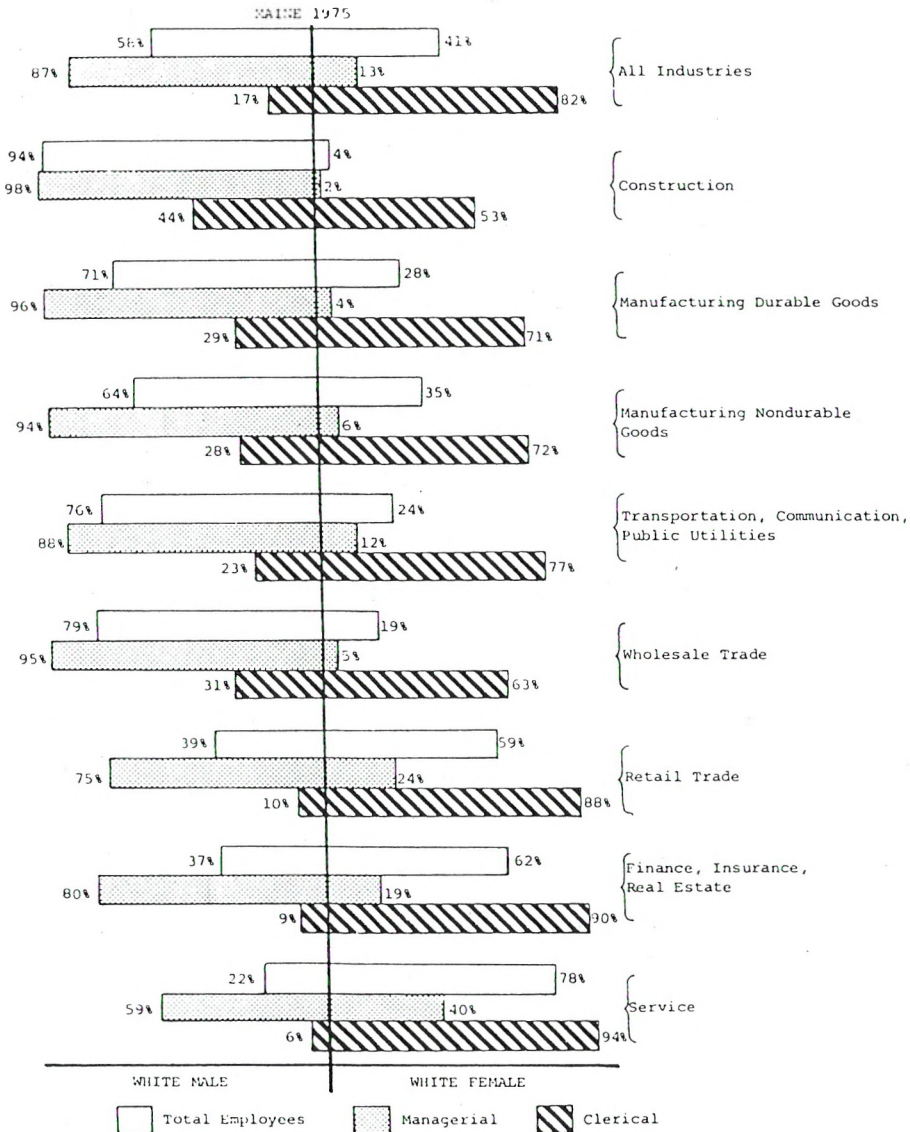 MAINE 1975
58% 41%
87% 13% All Industries
17% 82%
94% 4%
98% 2% Construction
44% 53%
71% 28%
96% 4% Manufacturing Durable Goods
29% 71%
64% 35%
94% 6% Manufacturing Nondurable
Goods
28% 72%
76% 24% Transportation, Communication,
88% 12% Public Utilities
23% 77%
79% 19%
95% 5% Wholesale Trade
31% 63%
39% 59%
75% 24% Retail Trade
10% 88%
37% 62% Finance, Insurance,
80% 19% Real Estate
9% 90%
22% 78%
59% 40% Service
6% 94%
WHITE MALE WHITE FEMALE
Total Employees Managerial Clerical